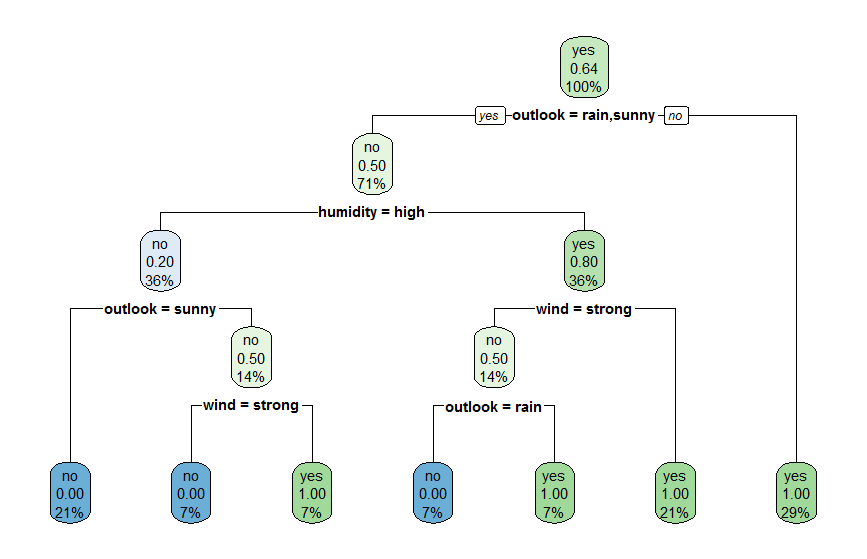 yes
0.64
100%
yes outlook = rain,sunny no
no
0.50
71%
humidity = high
no
0.20
36%
yes
0.80
36%
outlook = sunny
wind = strong
no
0.50
14%
no
0.50
14%
wind = strong
outlook = rain
no
0.00
21%
no
0.00
7%
yes
1.00
7%
no
0.00
7%
yes
1.00
7%
yes
1.00
21%
yes
1.00
29%